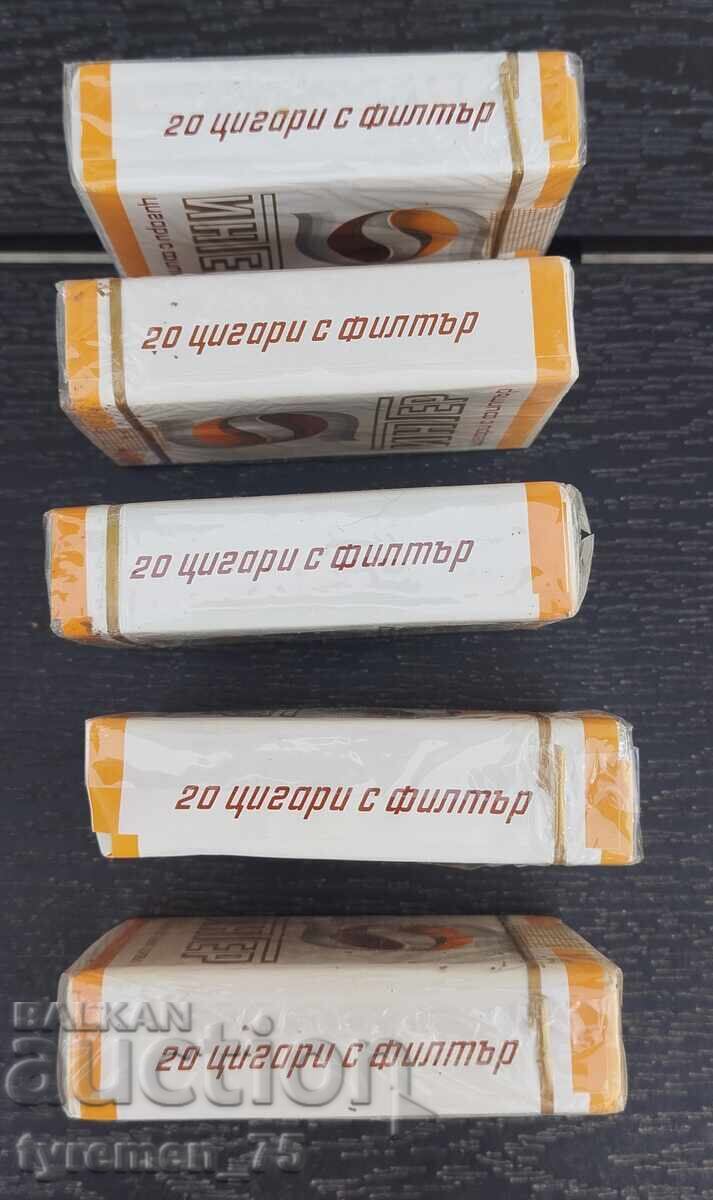 20 цигари с филтър
ИНТЕР
20 цигари с филтър
ИНТЕР
20 цигари с филтър
20 цигари с филтър
ИНТЕР
20 цигари с филтър
BALKAN
auction
tyremen_75